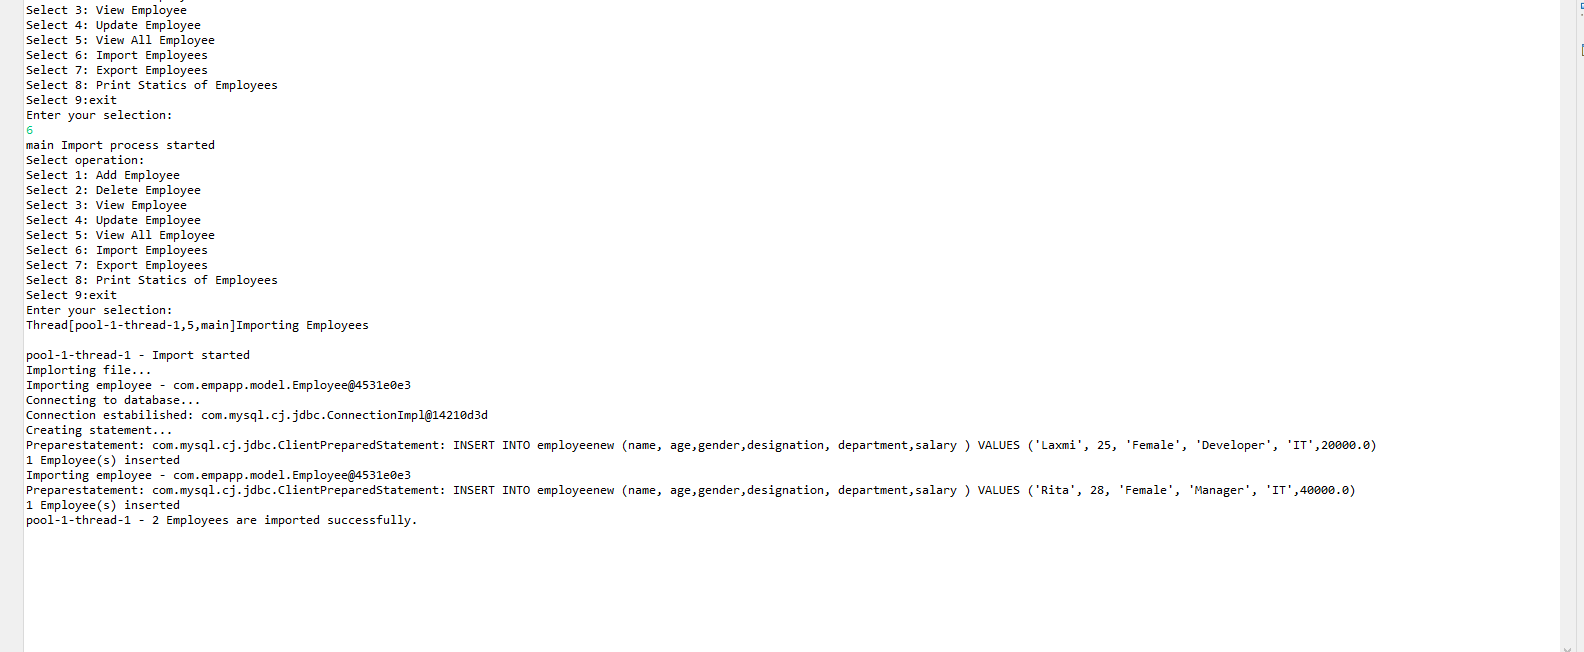 Select 3: View Employee
Select 4: Update Employee
Select 5: View All Employee
Select 6: Import Employees
Select 7: Export Employees
Select 8: Print Statics of Employees
Select 9:exit
Enter your selection:
6
main Import process started
Select operation:
Select 1: Add Employee
Select 2: Delete Employee
Select 3: View Employee
Select 4: Update Employee
Select 5: View All Employee
Select 6: Import Employees
Select 7: Export Employees
Select 8: Print Statics of Employees
Select 9:exit
Enter your selection:
Thread[pool-1-thread-1,5,main]Importing Employees
pool-1-thread-1 - Import started
Implorting file...
Importing employee - com.empapp.model.Employee@4531e0e3
Connecting to database...
Connection estabilished: com.mysql.cj.jdbc.ConnectionImpl@14210d3d
Creating statement...
Preparestatement: com.mysql.cj.jdbc.ClientPreparedStatement: INSERT INTO employeenew (name, age,gender,designation, department,salary ) VALUES ('Laxmi', 25, 'Female', 'Developer', 'IT',20000.0)
1 Employee(s) inserted
Importing employee - com.empapp.model.Employee@4531e0e3
Preparestatement: com.mysql.cj.jdbc.ClientPreparedStatement: INSERT INTO employeenew (name, age,gender,designation, department,salary ) VALUES ('Rita', 28, 'Female', 'Manager', 'IT',40000.0)
1 Employee(s) inserted
pool-1-thread-1 - 2 Employees are imported successfully.